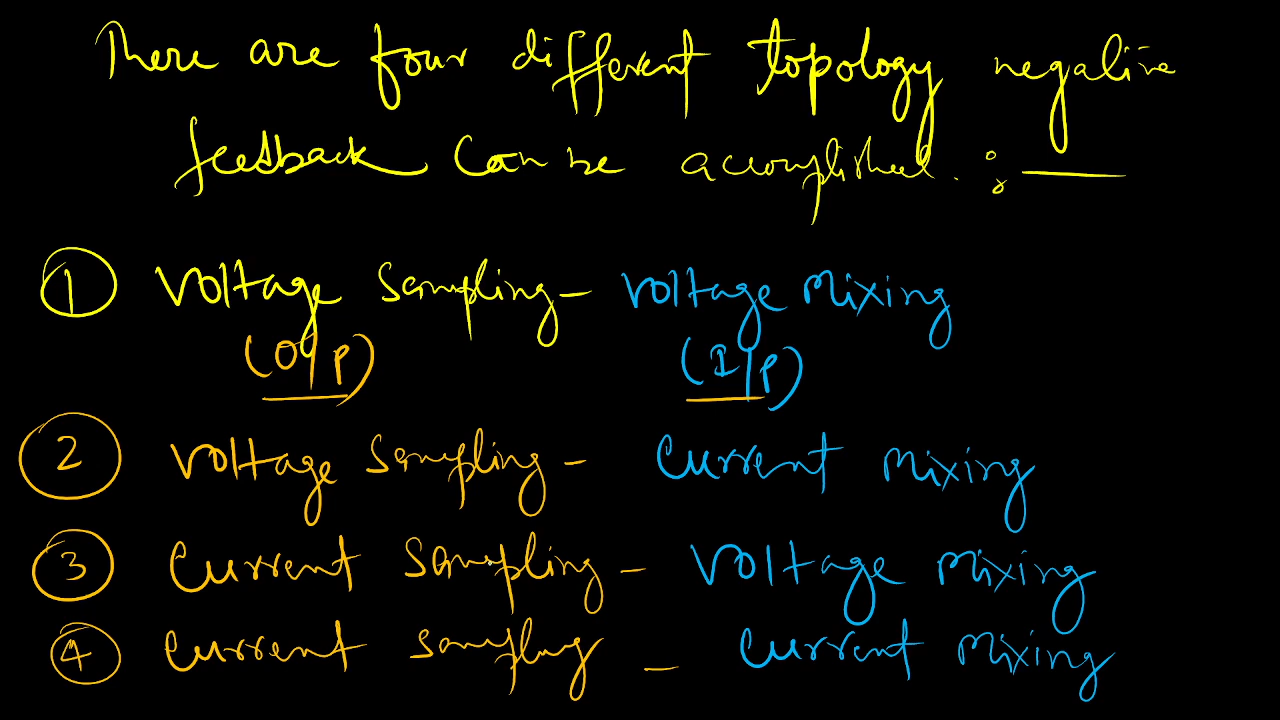 There are four different topology negative
feedback can be accomplished. :—
① Voltage Sampling – Voltage Mixing
(O/P) (I/P)
② Voltage Sampling – Current Mixing
③ Current Sampling – Voltage Mixing
④ Current Sampling – Current Mixing